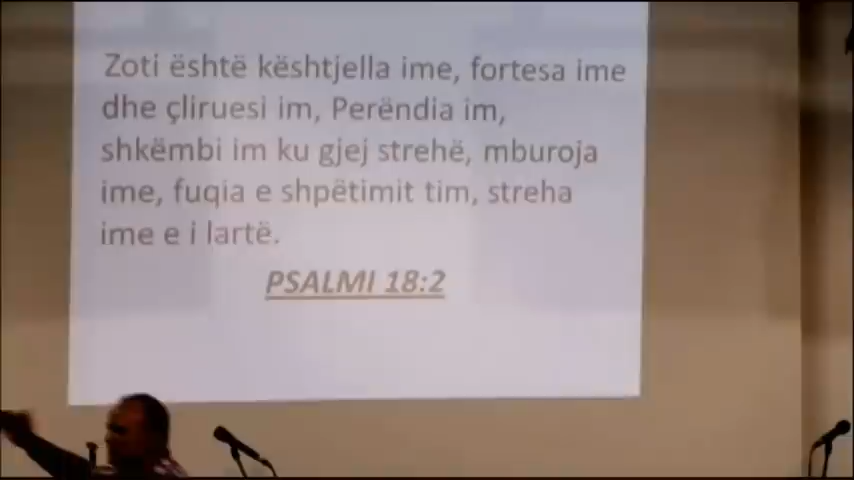 Zoti është kështjella ime, fortesa ime
dhe çliruesi im, Perëndia im,
shkëmbi im ku gjej strehë, mburoja
ime, fuqia e shpëtimit tim, streha
ime e i lartë.
PSALMI 18:2